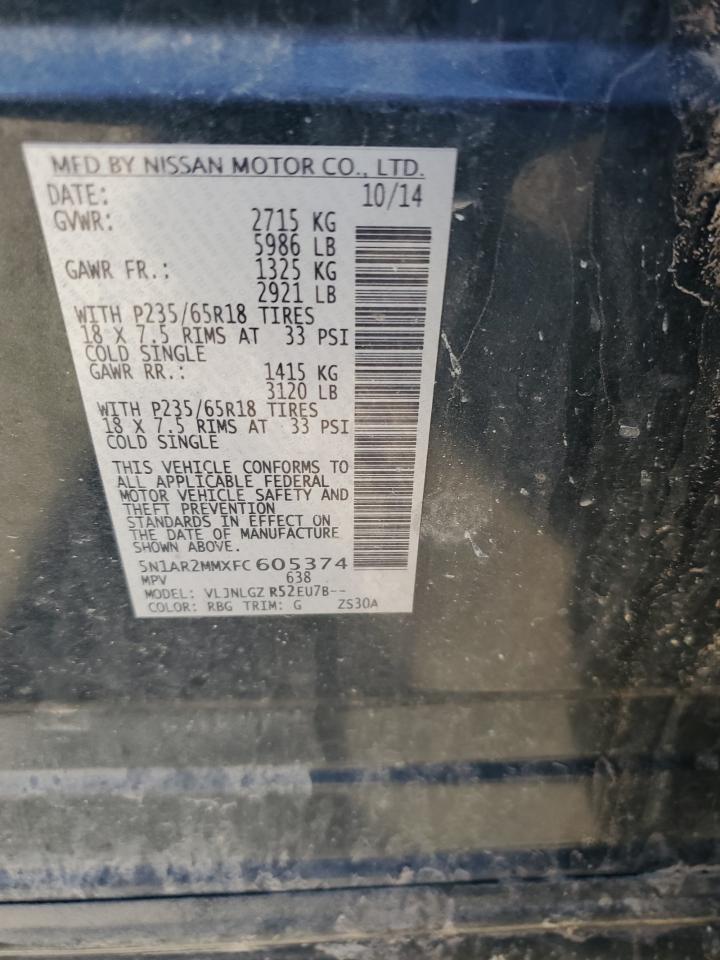 MFD BY NISSAN MOTOR CO., LTD.
DATE: 10/14
GVWR: 2715 KG
5986 LB
GAWR FR.: 1325 KG
2921 LB
WITH P235/65R18 TIRES
18 X 7.5 RIMS AT 33 PSI
COLD SINGLE
GAWR RR.: 1415 KG
3120 LB
WITH P235/65R18 TIRES
18 X 7.5 RIMS AT 33 PSI
COLD SINGLE
THIS VEHICLE CONFORMS TO
ALL APPLICABLE FEDERAL
MOTOR VEHICLE SAFETY AND
THEFT PREVENTION
STANDARDS IN EFFECT ON
THE DATE OF MANUFACTURE
SHOWN ABOVE.
5N1AR2MMXFC605374
MPV 638
MODEL: VLJNLGZ R52EU7B--
COLOR: RBG TRIM: G ZS30A